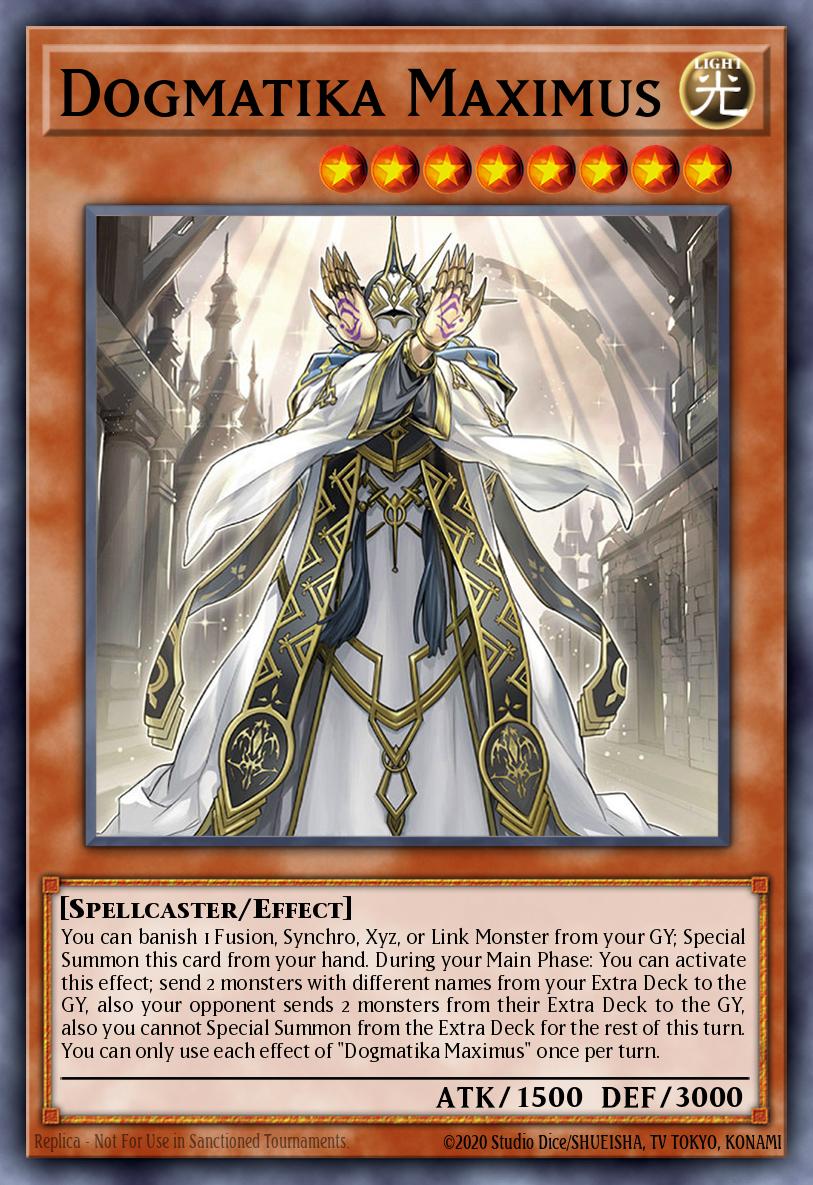 Dogmatika Maximus
LIGHT
光
[Spellcaster/Effect]
You can banish 1 Fusion, Synchro, Xyz, or Link Monster from your GY; Special
Summon this card from your hand. During your Main Phase: You can activate
this effect; send 2 monsters with different names from your Extra Deck to the
GY, also your opponent sends 2 monsters from their Extra Deck to the GY,
also you cannot Special Summon from the Extra Deck for the rest of this turn.
You can only use each effect of "Dogmatika Maximus" once per turn.
ATK/1500 DEF/3000
Replica - Not For Use in Sanctioned Tournaments.
©2020 Studio Dice/SHUEISHA, TV TOKYO, KONAMI